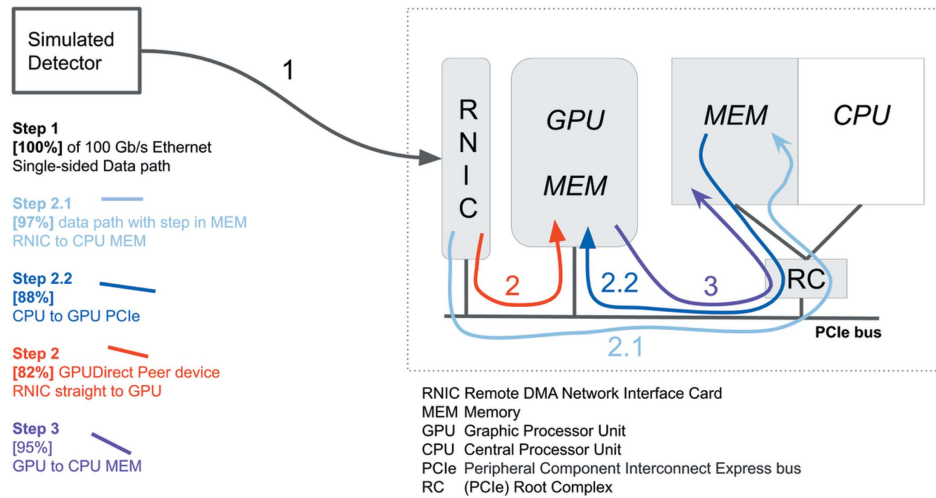 Simulated
Detector
1
Step 1
[100%] of 100 Gb/s Ethernet
Single-sided Data path
Step 2.1
[97%] data path with step in MEM
RNIC to CPU MEM
Step 2.2
[88%]
CPU to GPU PCIe
Step 2
[82%] GPUDirect Peer device
RNIC straight to GPU
Step 3
[95%]
GPU to CPU MEM
R
N
I
C
GPU
MEM
MEM
CPU
2
2.2
3
RC
PCIe bus
2.1
RNIC Remote DMA Network Interface Card
MEM Memory
GPU Graphic Processor Unit
CPU Central Processor Unit
PCIe Peripheral Component Interconnect Express bus
RC (PCIe) Root Complex